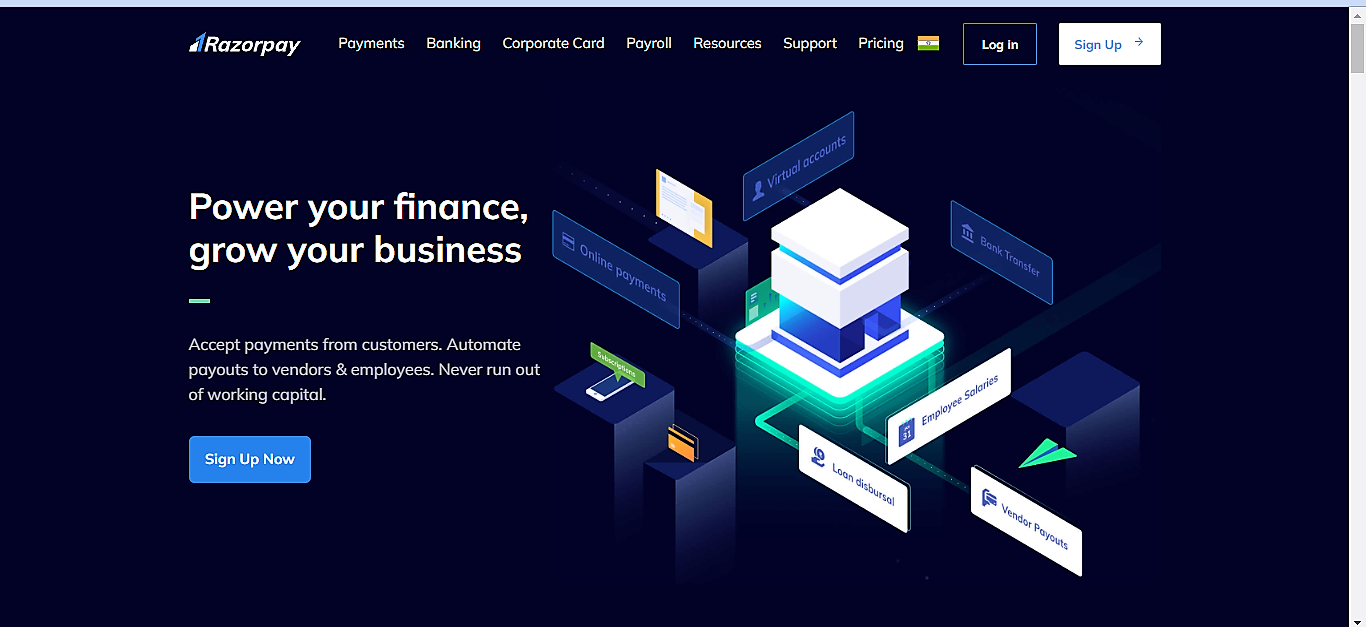 Razorpay
Payments
Banking
Corporate Card
Payroll
Resources
Support
Pricing
Log in
Sign Up
Power your finance,
grow your business
Accept payments from customers. Automate
payouts to vendors & employees. Never run out
of working capital.
Sign Up Now
Virtual accounts
Online payments
Bank Transfer
Subscriptions
Employee Salaries
31
Loan disbursal
Vendor Payouts